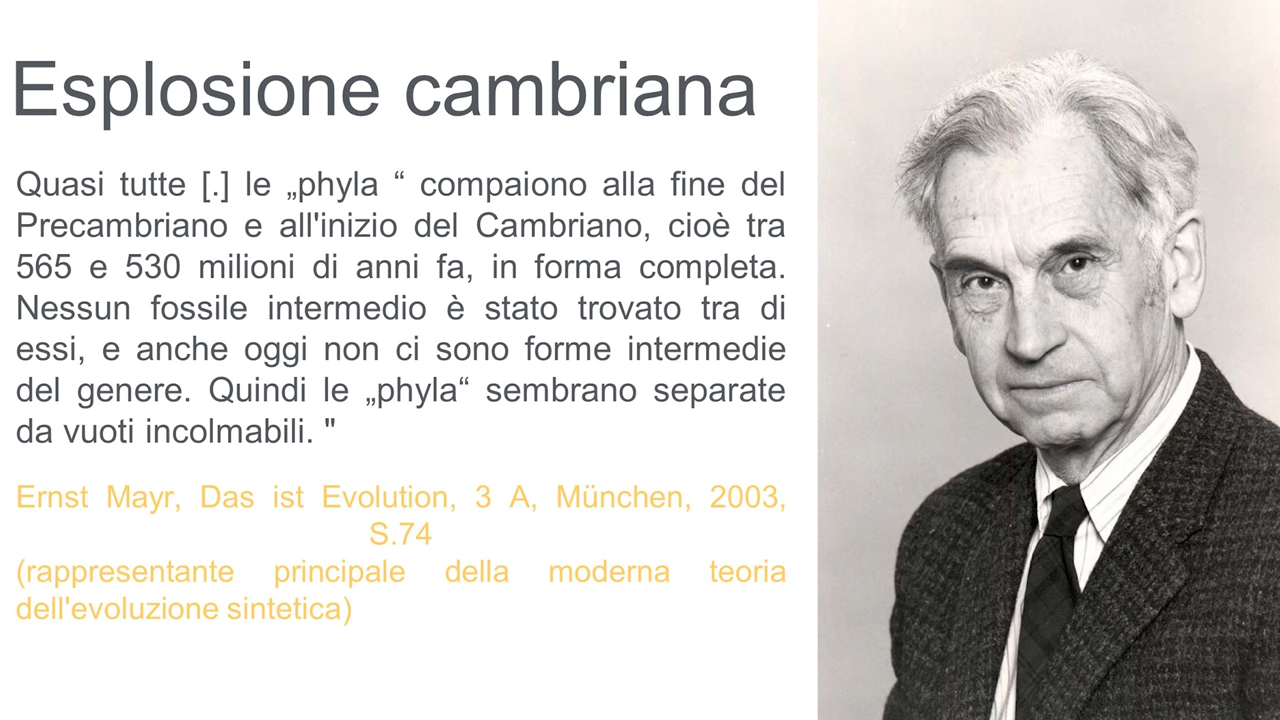 Esplosione cambriana
Quasi tutte [.] le „phyla “ compaiono alla fine del
Precambriano e all'inizio del Cambriano, cioè tra
565 e 530 milioni di anni fa, in forma completa.
Nessun fossile intermedio è stato trovato tra di
essi, e anche oggi non ci sono forme intermedie
del genere. Quindi le „phyla“ sembrano separate
da vuoti incolmabili. "
Ernst Mayr, Das ist Evolution, 3 A, München, 2003,
S.74
(rappresentante principale della moderna teoria
dell'evoluzione sintetica)